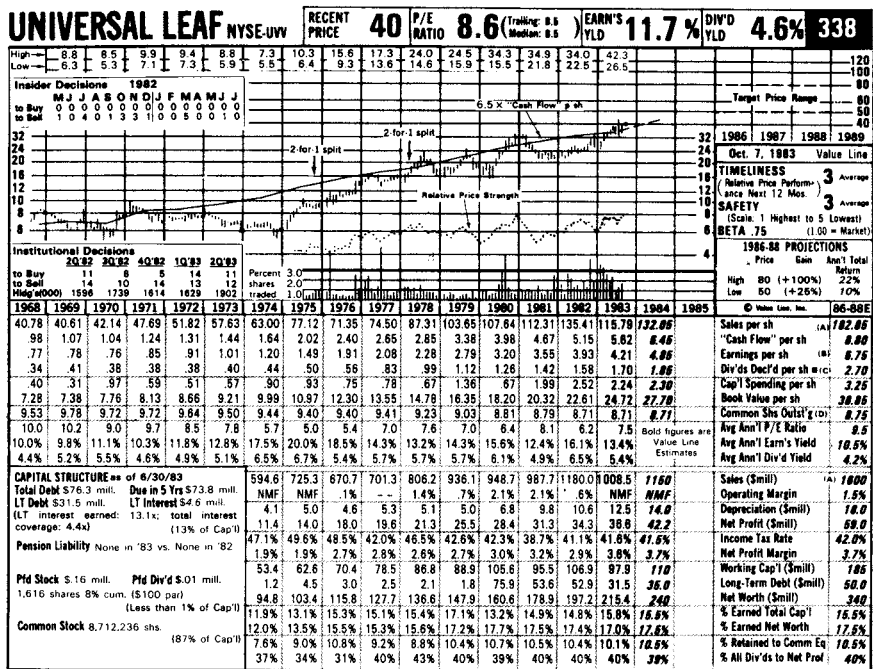 UNIVERSAL LEAF NYSE-UVV RECENT PRICE 40 P/E RATIO 8.6 (Trailing: 8.5 Median: 8.5) EARN'S YLD 11.7% DIV'D YLD 4.6% 338
High 8.8 8.5 9.9 9.4 8.8 7.3 10.3 15.6 17.3 24.0 24.5 34.3 34.9 34.0 42.3
Low 6.3 5.3 7.1 7.3 5.9 5.5 6.4 9.3 13.6 14.6 15.9 15.5 21.8 22.5 26.5
120
100
80
60
50
40
Target Price Range
Insider Decisions 1982
M J J A S O N D J F M A M J J
to Buy 0 0 0 0 0 0 0 0 0 0 0 0 0 0 0
to Sell 1 0 4 0 1 3 3 1 0 0 5 0 0 1 0
6.5 x "Cash Flow" p sh
2-for-1 split
2-for-1 split
Relative Price Strength
32 24 20 16 12 10 8 6
32 24 20 16 12 10 8 6 4
1986 1987 1988 1989
Oct. 7, 1983 Value Line
TIMELINESS 3 Average
(Relative Price Performance Next 12 Mos.)
SAFETY 3 Average
(Scale: 1 Highest to 5 Lowest)
BETA .75 (1.00 = Market)
1986-88 PROJECTIONS
Price Gain Ann'l Total Return
High 80 (+100%) 22%
Low 50 (+25%) 10%
Institutional Decisions
2Q'82 3Q'82 4Q'82 1Q'83 2Q'83
to Buy 11 6 5 14 11
to Sell 14 10 14 13 12
Hldg's(000) 1596 1739 1614 1629 1902
Percent shares traded 3.0 2.0 1.0
1968 1969 1970 1971 1972 1973 1974 1975 1976 1977 1978 1979 1980 1981 1982 1983 1984 1985 © Value Line, Inc. 86-88E
40.78 40.61 42.14 47.69 51.82 57.63 63.00 77.12 71.35 74.50 87.31 103.65 107.64 112.31 135.41 115.79 132.05 Sales per sh (A) 182.85
.98 1.07 1.04 1.24 1.31 1.44 1.64 2.02 2.40 2.65 2.85 3.38 3.98 4.67 5.15 5.62 6.45 "Cash Flow" per sh 8.80
.77 .78 .76 .85 .91 1.01 1.20 1.49 1.91 2.08 2.28 2.79 3.20 3.55 3.93 4.21 4.85 Earnings per sh (B) 6.75
.34 .41 .38 .38 .38 .40 .44 .50 .56 .83 .99 1.12 1.26 1.42 1.58 1.70 1.86 Div'ds Decl'd per sh (C) 2.70
.40 .31 .97 .59 .51 .57 .90 .93 .75 .78 .67 1.36 .67 1.99 2.52 2.24 2.30 Cap'l Spending per sh 3.25
7.28 7.38 7.76 8.13 8.66 9.21 9.99 10.97 12.30 13.55 14.78 16.35 18.20 20.32 22.61 24.72 27.70 Book Value per sh 38.85
9.53 9.78 9.72 9.72 9.64 9.50 9.44 9.40 9.40 9.41 9.23 9.03 8.81 8.79 8.71 8.71 8.71 Common Shs Outst'g (D) 8.75
10.0 10.2 9.0 9.7 8.5 7.8 5.7 5.0 5.4 7.0 7.6 7.0 6.4 8.1 6.2 7.5 Bold figures are Avg Ann'l P/E Ratio 9.5
10.0% 9.8% 11.1% 10.3% 11.8% 12.8% 17.5% 20.0% 18.5% 14.3% 13.2% 14.3% 15.6% 12.4% 16.1% 13.4% Value Line Avg Ann'l Earn's Yield 10.5%
4.4% 5.2% 5.5% 4.6% 4.9% 5.1% 6.5% 6.7% 5.4% 5.7% 5.7% 5.7% 6.1% 4.9% 6.5% 5.4% Estimates Avg Ann'l Div'd Yield 4.2%
CAPITAL STRUCTURE as of 6/30/83
Total Debt $76.3 mill. Due in 5 Yrs $73.8 mill.
LT Debt $31.5 mill. LT Interest $4.6 mill.
(LT interest earned: 13.1x; total interest coverage: 4.4x) (13% of Cap'l)
Pension Liability None in '83 vs. None in '82
Pfd Stock $.16 mill. Pfd Div'd $.01 mill.
1,616 shares 8% cum. ($100 par)
(Less than 1% of Cap'l)
Common Stock 8,712,236 shs.
(87% of Cap'l)
594.6 725.3 670.7 701.3 806.2 936.1 948.7 987.7 1180.0 1008.5 1150 Sales ($mill) (A) 1600
NMF NMF .1% -- 1.4% .7% 2.1% 2.1% .6% NMF NMF Operating Margin 1.5%
4.1 5.0 4.6 5.3 5.1 5.0 6.8 9.8 10.6 12.5 14.0 Depreciation ($mill) 18.0
11.4 14.0 18.0 19.6 21.3 25.5 28.4 31.3 34.3 36.6 42.2 Net Profit ($mill) 59.0
47.1% 49.6% 48.5% 42.0% 46.5% 42.6% 42.3% 38.7% 41.1% 41.6% 41.5% Income Tax Rate 42.0%
1.9% 1.9% 2.7% 2.8% 2.6% 2.7% 3.0% 3.2% 2.9% 3.6% 3.7% Net Profit Margin 3.7%
53.4 62.6 70.4 78.5 86.8 88.9 105.6 95.5 106.9 97.9 110 Working Cap'l ($mill) 185
1.2 4.5 3.0 2.5 2.1 1.8 75.9 53.6 52.9 31.5 35.0 Long-Term Debt ($mill) 50.0
94.8 103.4 115.8 127.7 136.6 147.9 160.6 178.9 197.2 215.4 240 Net Worth ($mill) 340
11.9% 13.1% 15.3% 15.1% 15.4% 17.1% 13.2% 14.9% 14.8% 15.8% 15.5% % Earned Total Cap'l 15.5%
12.0% 13.5% 15.5% 15.3% 15.6% 17.2% 17.7% 17.5% 17.4% 17.0% 17.5% % Earned Net Worth 17.5%
7.6% 9.0% 10.8% 9.2% 8.8% 10.4% 10.7% 10.5% 10.4% 10.1% 10.5% % Retained to Comm Eq 10.5%
37% 34% 31% 40% 43% 40% 39% 40% 40% 40% 39% % All Div'ds to Net Prof 40%